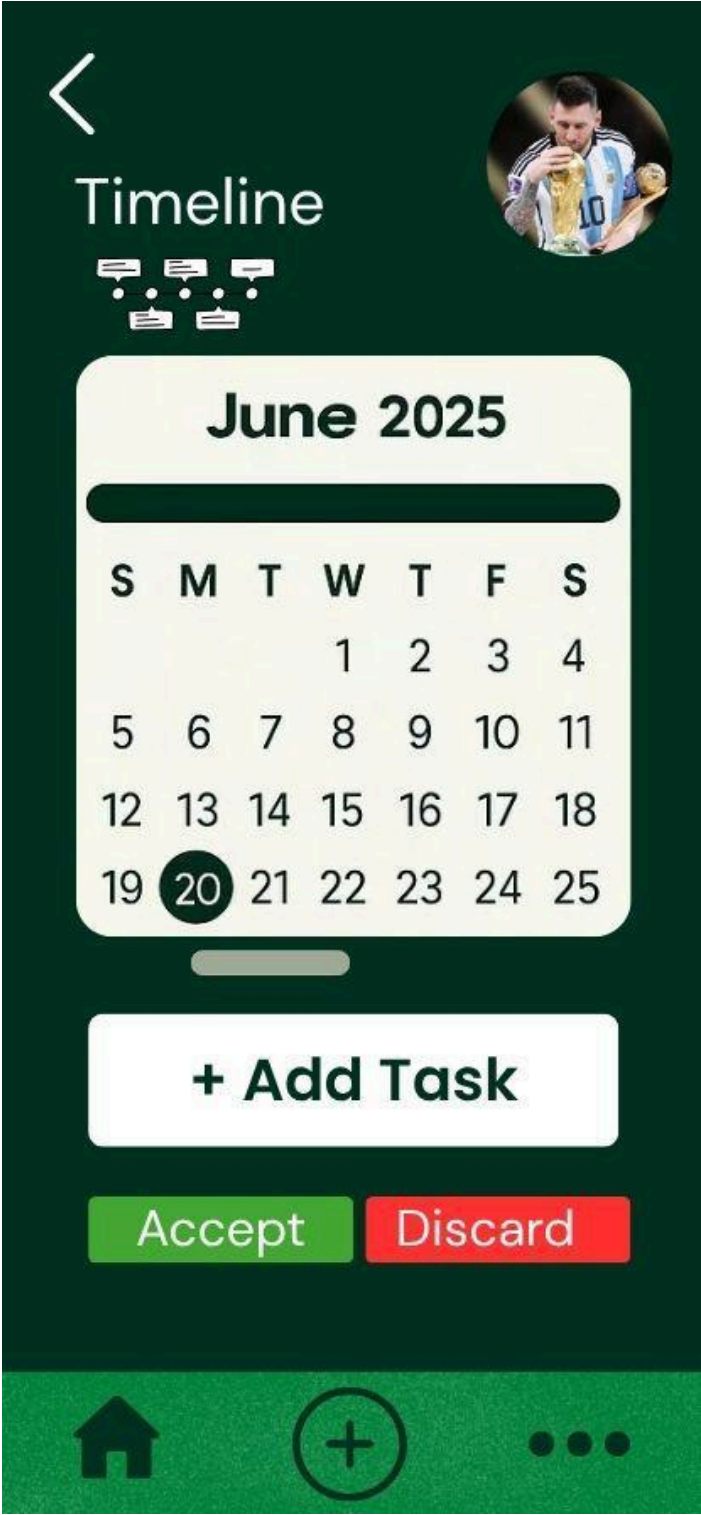 Timeline
10
June 2025
S M T W T F S
1 2 3 4
5 6 7 8 9 10 11
12 13 14 15 16 17 18
19 20 21 22 23 24 25
+ Add Task
Accept Discard